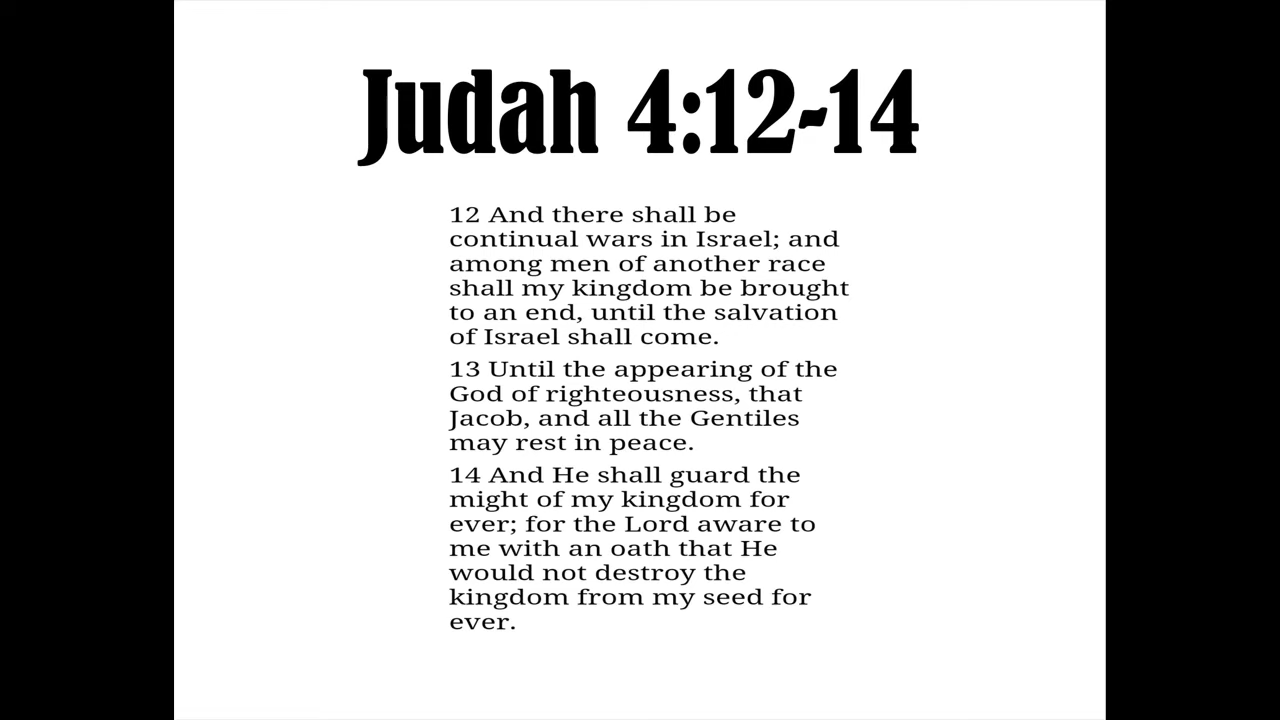 Judah 4:12-14
12 And there shall be
continual wars in Israel; and
among men of another race
shall my kingdom be brought
to an end, until the salvation
of Israel shall come.
13 Until the appearing of the
God of righteousness, that
Jacob, and all the Gentiles
may rest in peace.
14 And He shall guard the
might of my kingdom for
ever; for the Lord aware to
me with an oath that He
would not destroy the
kingdom from my seed for
ever.